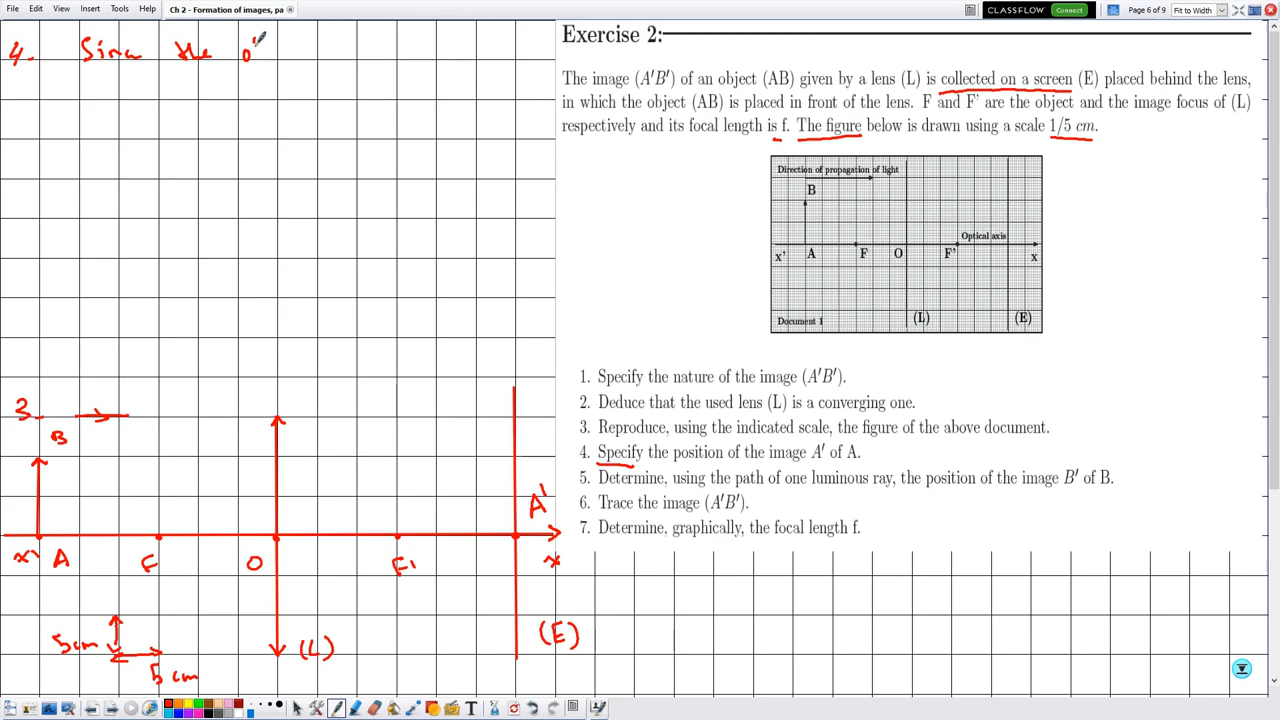 File Edit View Insert Tools Help
Ch 2 - Formation of images, pa
CLASSFLOW Connect
Page 6 of 9
Fit to Width
4. Sinc the o'
Exercise 2:
The image (A′B′) of an object (AB) given by a lens (L) is collected on a screen (E) placed behind the lens,
in which the object (AB) is placed in front of the lens. F and F' are the object and the image focus of (L)
respectively and its focal length is f. The figure below is drawn using a scale 1/5 cm.
Direction of propagation of light
B
Optical axis
x' A F O F' x
Document 1 (L) (E)
1. Specify the nature of the image (A′B′).
2. Deduce that the used lens (L) is a converging one.
3. Reproduce, using the indicated scale, the figure of the above document.
4. Specify the position of the image A′ of A.
5. Determine, using the path of one luminous ray, the position of the image B′ of B.
6. Trace the image (A′B′).
7. Determine, graphically, the focal length f.
3.
B
A'
x' A F O F' x
5cm (L) (E)
5 cm
T